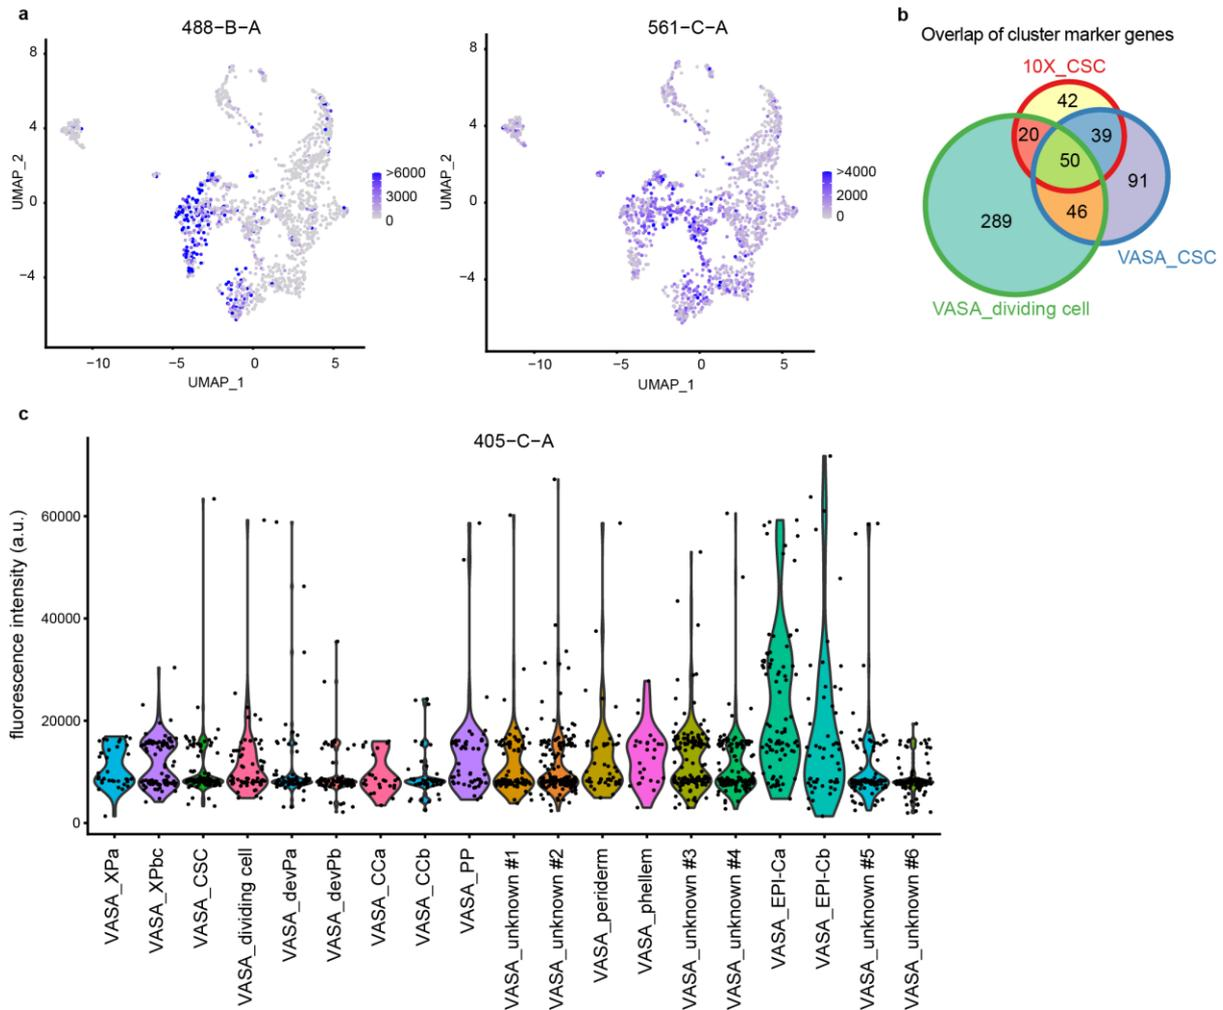 a
488−B−A
8
4
0
−4
UMAP_2
−10
−5
0
5
UMAP_1
>6000
3000
0
561−C−A
8
4
0
−4
UMAP_2
−10
−5
0
5
UMAP_1
>4000
2000
0
b
Overlap of cluster marker genes
10X_CSC
42
20
39
50
91
289
46
VASA_CSC
VASA_dividing cell
c
405−C−A
fluorescence intensity (a.u.)
60000
40000
20000
0
VASA_XPa
VASA_XPbc
VASA_CSC
VASA_dividing cell
VASA_devPa
VASA_devPb
VASA_CCa
VASA_CCb
VASA_PP
VASA_unknown #1
VASA_unknown #2
VASA_periderm
VASA_phellem
VASA_unknown #3
VASA_unknown #4
VASA_EPI-Ca
VASA_EPI-Cb
VASA_unknown #5
VASA_unknown #6